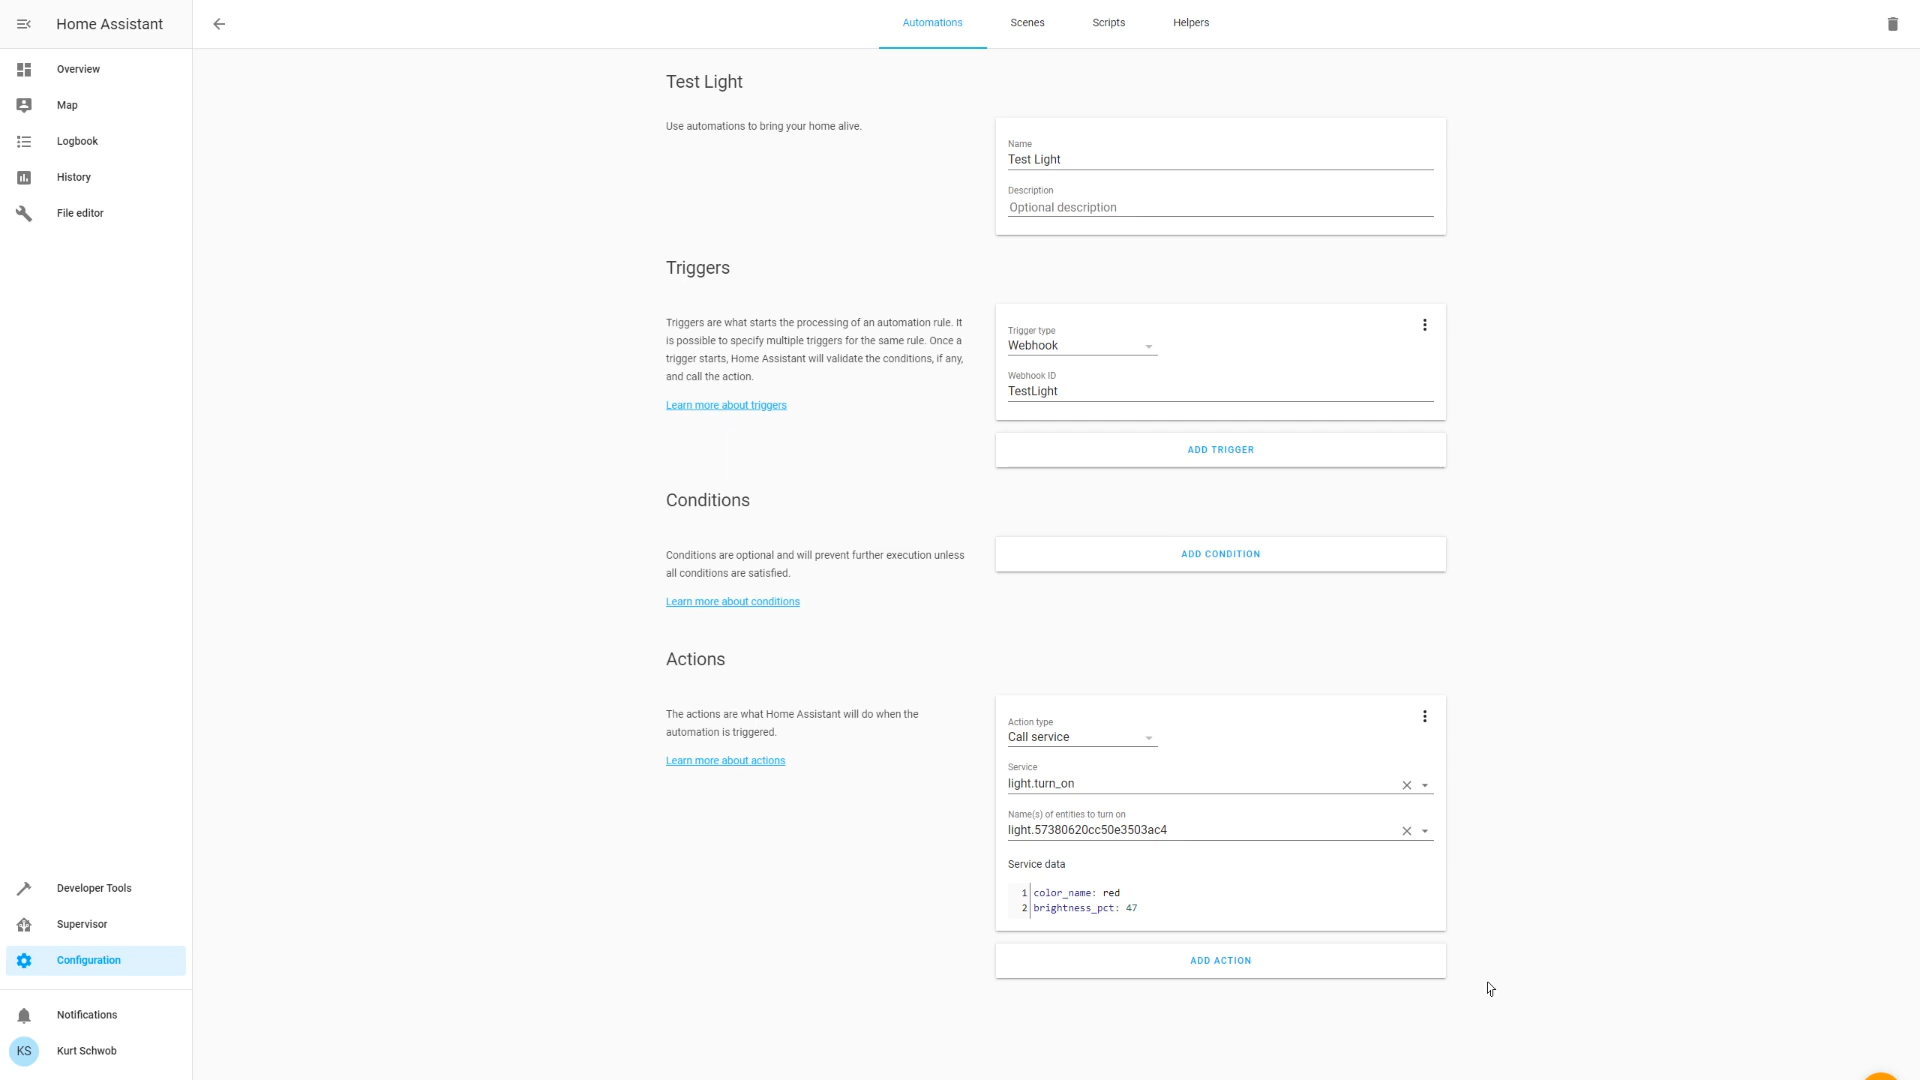 Home Assistant
Automations
Scenes
Scripts
Helpers
Overview
Map
Logbook
History
File editor
Developer Tools
Supervisor
Configuration
Notifications
KS
Kurt Schwob
Test Light
Use automations to bring your home alive.
Name
Test Light
Description
Optional description
Triggers
Triggers are what starts the processing of an automation rule. It
is possible to specify multiple triggers for the same rule. Once a
trigger starts, Home Assistant will validate the conditions, if any,
and call the action.
Learn more about triggers
Trigger type
Webhook
Webhook ID
TestLight
ADD TRIGGER
Conditions
Conditions are optional and will prevent further execution unless
all conditions are satisfied.
Learn more about conditions
ADD CONDITION
Actions
The actions are what Home Assistant will do when the
automation is triggered.
Learn more about actions
Action type
Call service
Service
light.turn_on
Name(s) of entities to turn on
light.57380620cc50e3503ac4
Service data
1 color_name: red
2 brightness_pct: 47
ADD ACTION